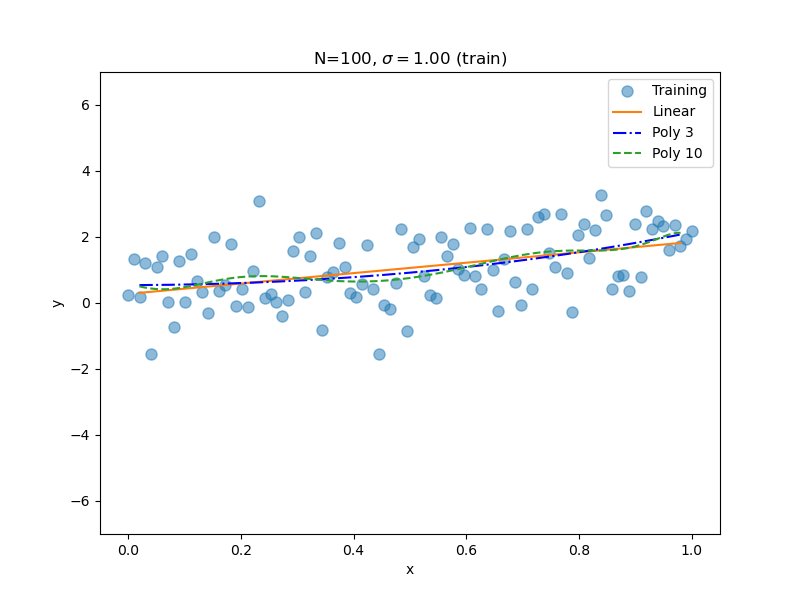 N=100, σ = 1.00 (train)
Training
Linear
Poly 3
Poly 10
y
6
4
2
0
−2
−4
−6
0.0 0.2 0.4 0.6 0.8 1.0
x